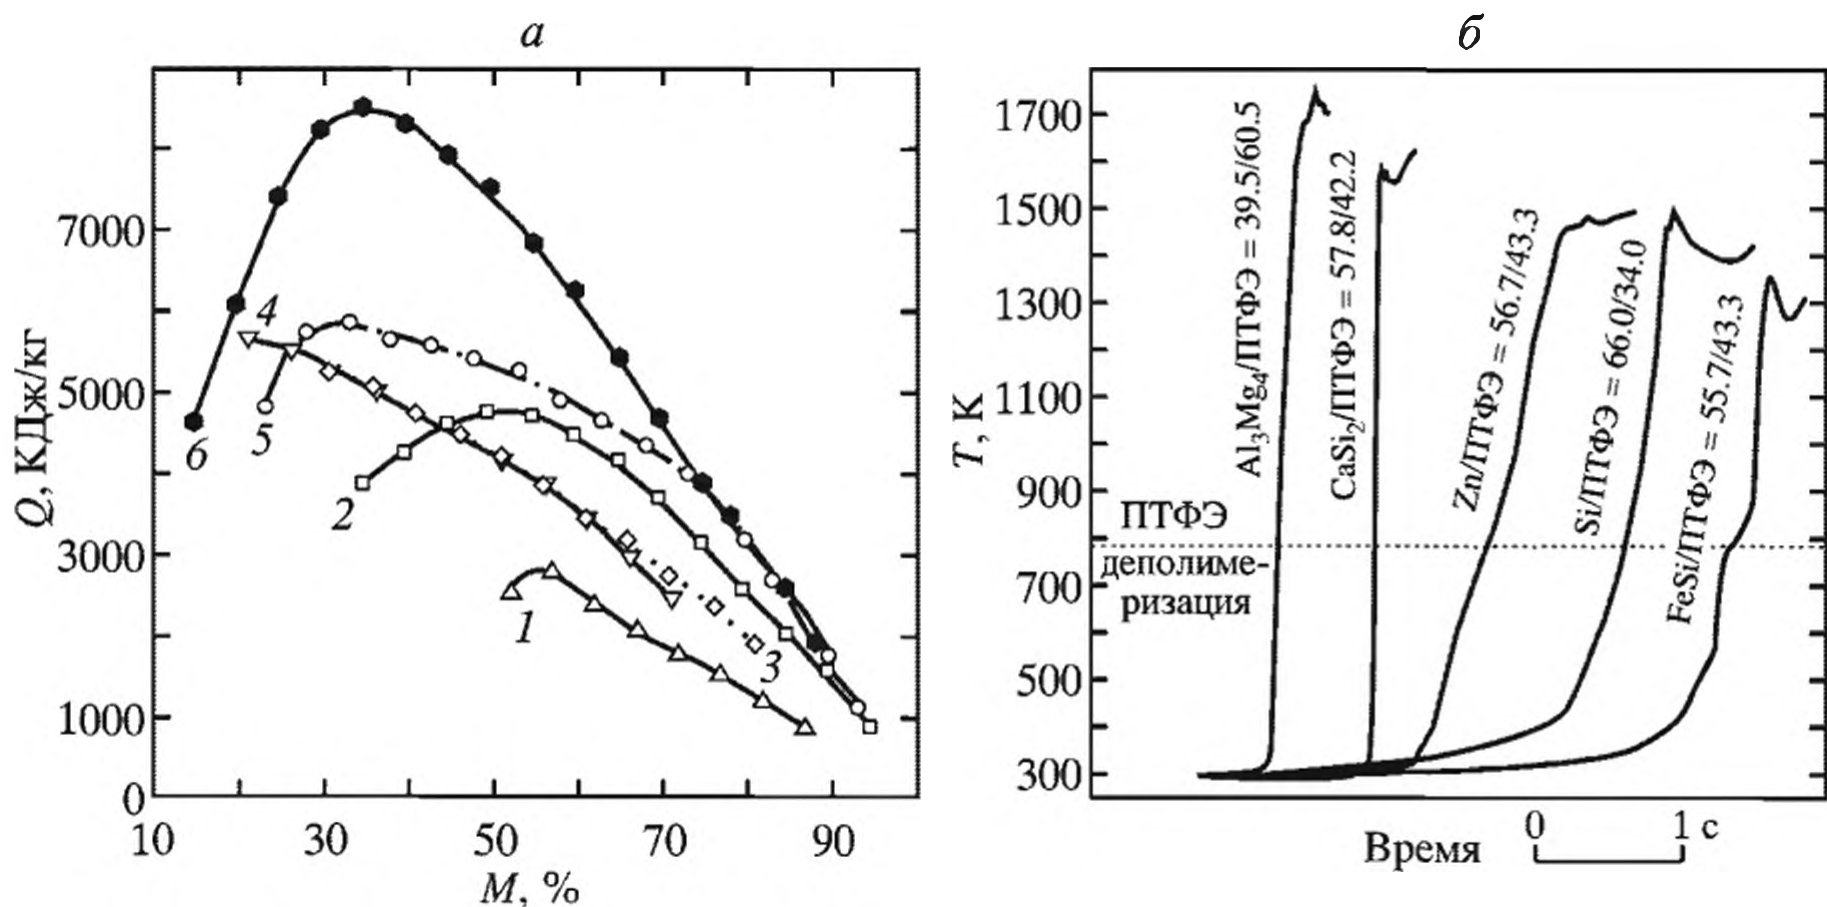 а
Q, КДж/кг
7000
5000
3000
1000
0
10
30
50
70
90
M, %
6
4
5
2
1
3
б
T, К
1700
1500
1300
1100
900
700
500
300
Al3Mg4/ПТФЭ = 39.5/60.5
CaSi2/ПТФЭ = 57.8/42.2
Zn/ПТФЭ = 56.7/43.3
Si/ПТФЭ = 66.0/34.0
FeSi/ПТФЭ = 55.7/43.3
ПТФЭ
деполиме-
ризация
Время
0
1 с